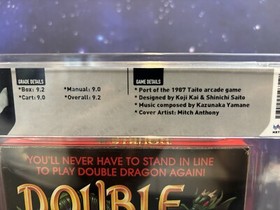 GRADE DETAILS
*Box: 9.2 *Manual: 9.0
*Cart: 9.0 *Overall: 9.2
GAME DETAILS
* Port of the 1987 Taito arcade game
* Designed by Koji Kai & Shinichi Saito
* Music composed by Kazunaka Yamane
* Cover Artist: Mitch Anthony
YOU'LL NEVER HAVE TO STAND IN LINE
TO PLAY DOUBLE DRAGON AGAIN!
DOUBLE